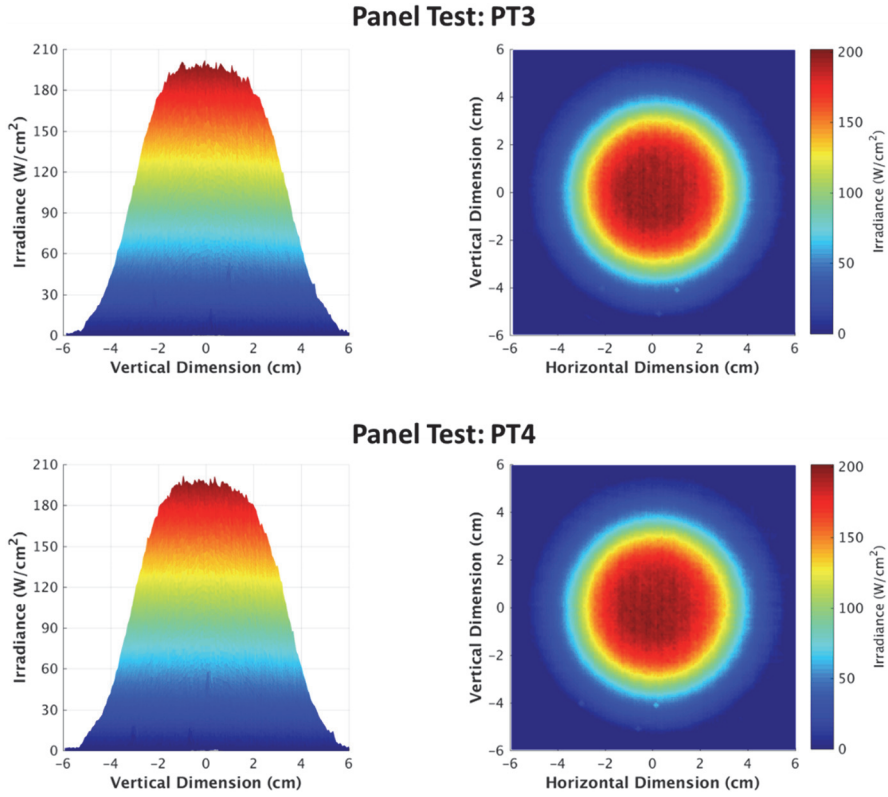 Panel Test: PT3
210
180
150
120
90
60
30
0
Irradiance (W/cm²)
-6 -4 -2 0 2 4 6
Vertical Dimension (cm)
6
4
2
0
-2
-4
-6
Vertical Dimension (cm)
-6 -4 -2 0 2 4 6
Horizontal Dimension (cm)
200
150
100
50
0
Irradiance (W/cm²)
Panel Test: PT4
210
180
150
120
90
60
30
0
Irradiance (W/cm²)
-6 -4 -2 0 2 4 6
Vertical Dimension (cm)
6
4
2
0
-2
-4
-6
Vertical Dimension (cm)
-6 -4 -2 0 2 4 6
Horizontal Dimension (cm)
200
150
100
50
0
Irradiance (W/cm²)